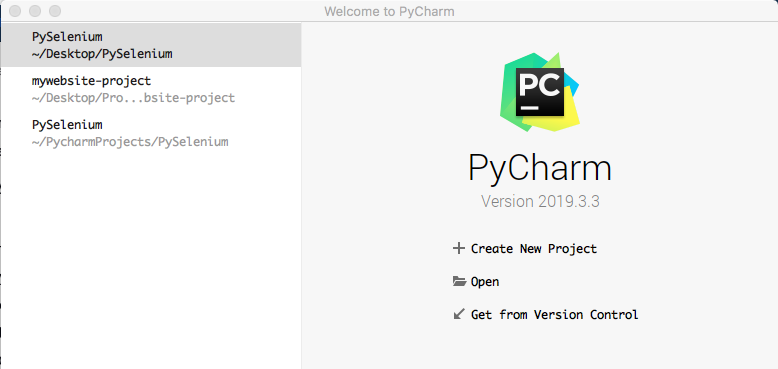 Welcome to PyCharm
PySelenium
~/Desktop/PySelenium
mywebsite-project
~/Desktop/Pro...bsite-project
PySelenium
~/PycharmProjects/PySelenium
PC
PyCharm
Version 2019.3.3
Create New Project
Open
Get from Version Control